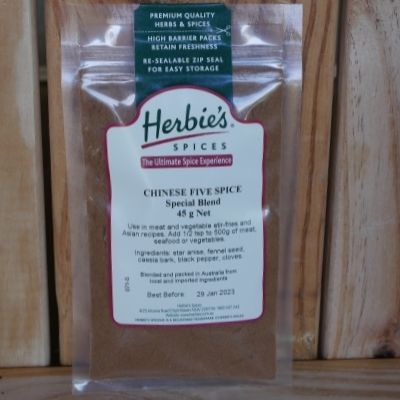 PREMIUM QUALITY
HERBS & SPICES
HIGH BARRIER PACKS
RETAIN FRESHNESS
RE-SEALABLE ZIP SEAL
FOR EASY STORAGE
Herbie's®
SPICES
The Ultimate Spice Experience
CHINESE FIVE SPICE
Special Blend
45 g Net
Use in meat and vegetable stir-fries and
Asian recipes. Add 1/2 tsp to 500g of meat,
seafood or vegetables.
Ingredients: star anise, fennel seed,
cassia bark, black pepper, cloves.
Blended and packed in Australia from
local and imported ingredients
Best Before: 29 Jan 2023
Herbie's Spices